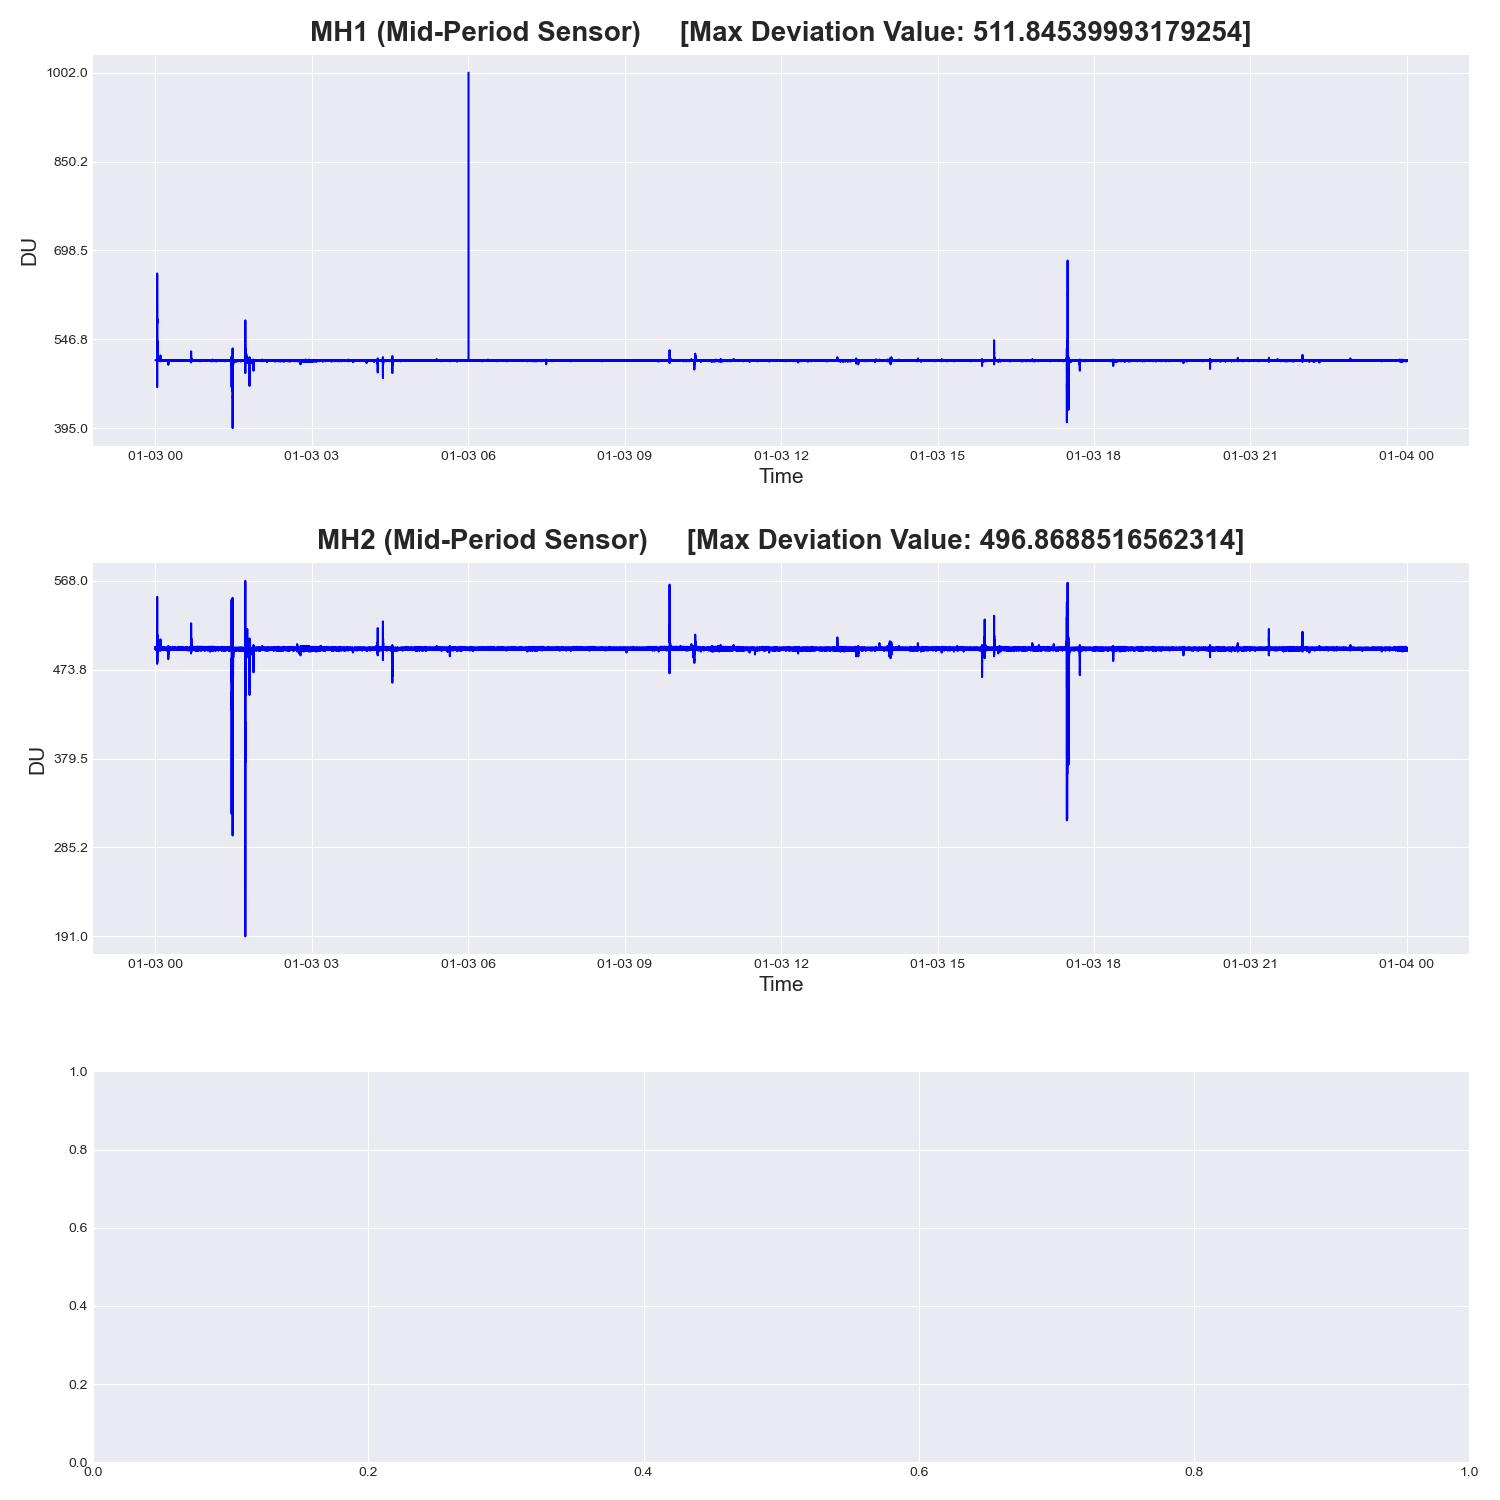 MH1 (Mid-Period Sensor) [Max Deviation Value: 511.84539993179254]
1002.0
850.2
698.5
546.8
395.0
DU
01-03 00 01-03 03 01-03 06 01-03 09 01-03 12 01-03 15 01-03 18 01-03 21 01-04 00
Time
MH2 (Mid-Period Sensor) [Max Deviation Value: 496.8688516562314]
568.0
473.8
379.5
285.2
191.0
DU
01-03 00 01-03 03 01-03 06 01-03 09 01-03 12 01-03 15 01-03 18 01-03 21 01-04 00
Time
1.0
0.8
0.6
0.4
0.2
0.0
0.0 0.2 0.4 0.6 0.8 1.0